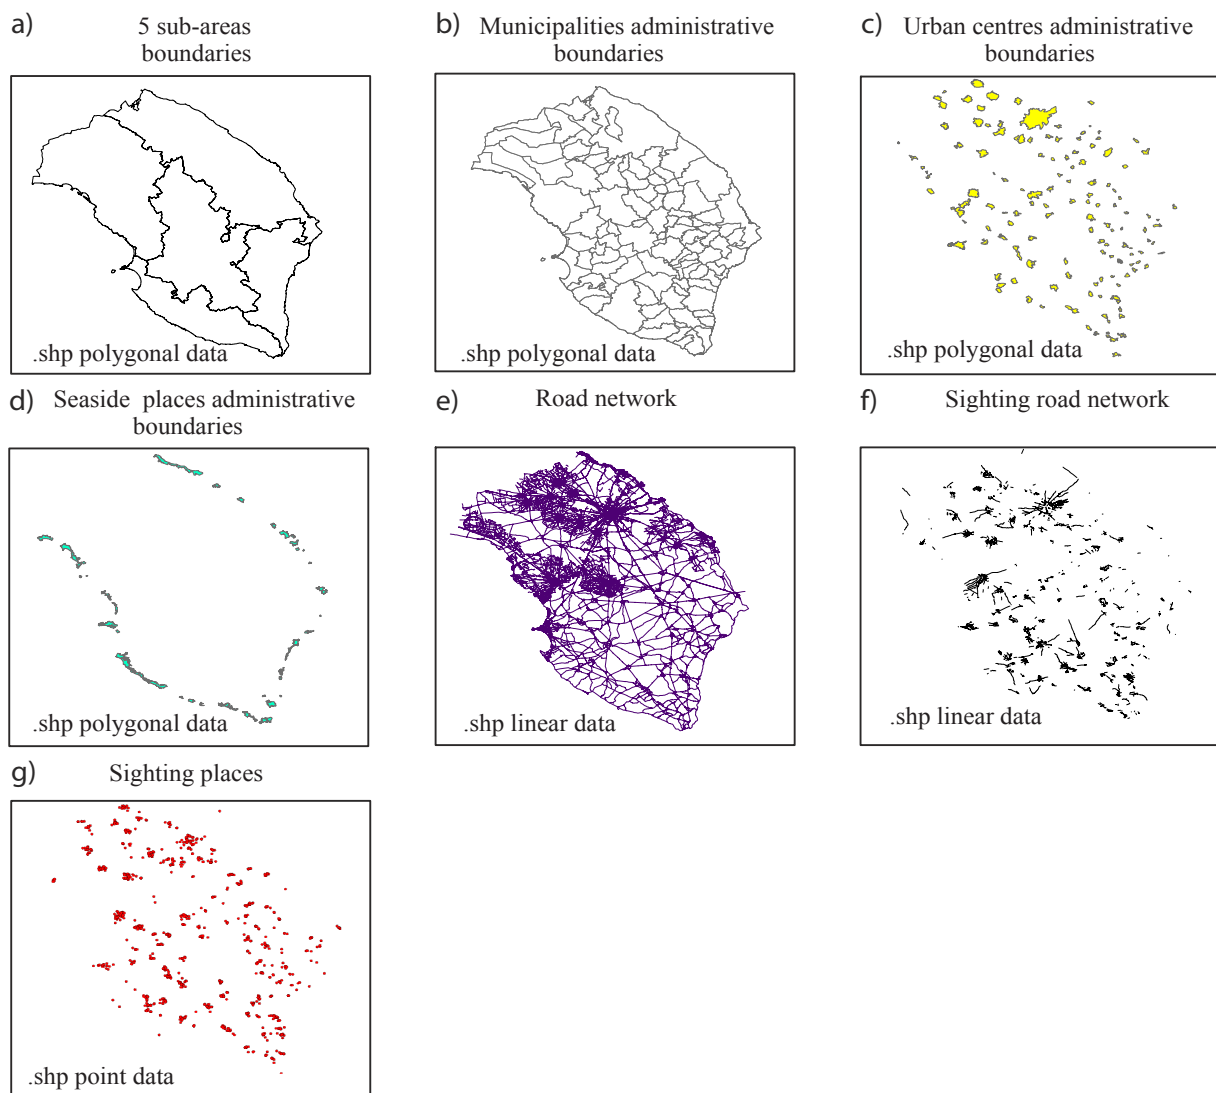 a) 5 sub-areas
boundaries
.shp polygonal data
b) Municipalities administrative
boundaries
.shp polygonal data
c) Urban centres administrative
boundaries
.shp polygonal data
d) Seaside places administrative
boundaries
.shp polygonal data
e) Road network
.shp linear data
f) Sighting road network
.shp linear data
g) Sighting places
.shp point data